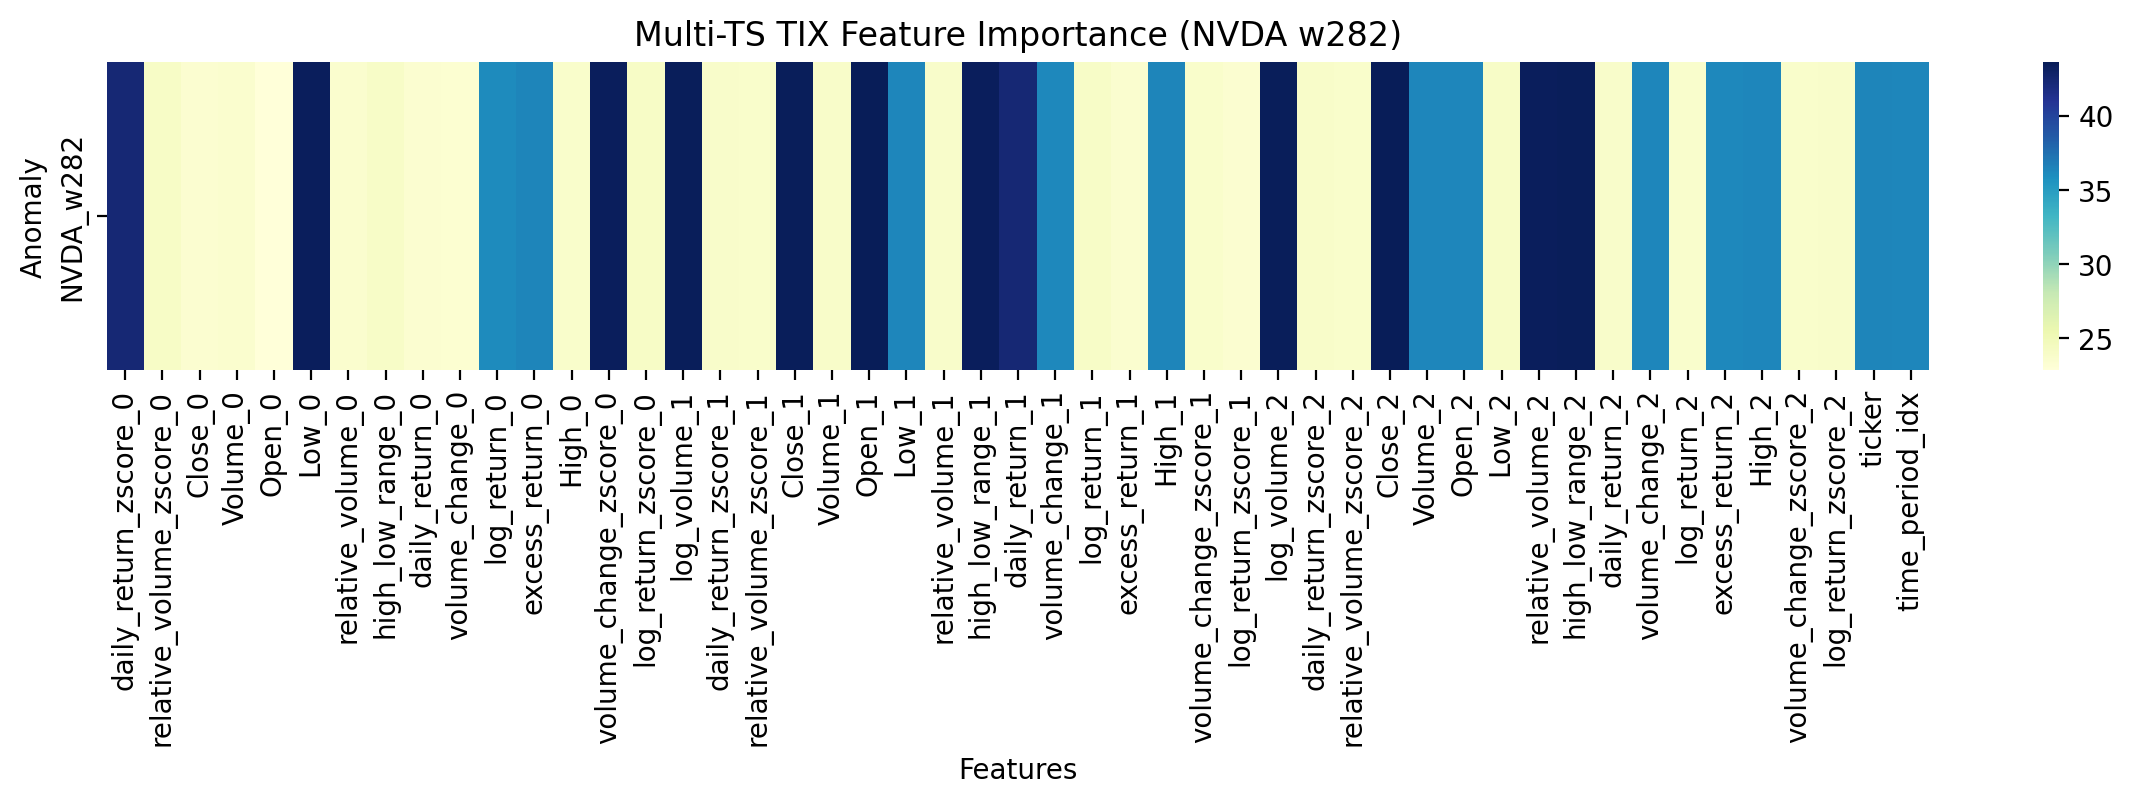 Multi-TS TIX Feature Importance (NVDA w282)
Anomaly
NVDA_w282
40
35
30
25
daily_return_zscore_0
relative_volume_zscore_0
Close_0
Volume_0
Open_0
Low_0
relative_volume_0
high_low_range_0
daily_return_0
volume_change_0
log_return_0
excess_return_0
High_0
volume_change_zscore_0
log_return_zscore_0
log_volume_1
daily_return_zscore_1
relative_volume_zscore_1
Close_1
Volume_1
Open_1
Low_1
relative_volume_1
high_low_range_1
daily_return_1
volume_change_1
log_return_1
excess_return_1
High_1
volume_change_zscore_1
log_return_zscore_1
log_volume_2
daily_return_zscore_2
relative_volume_zscore_2
Close_2
Volume_2
Open_2
Low_2
relative_volume_2
high_low_range_2
daily_return_2
volume_change_2
log_return_2
excess_return_2
High_2
volume_change_zscore_2
log_return_zscore_2
ticker
time_period_idx
Features